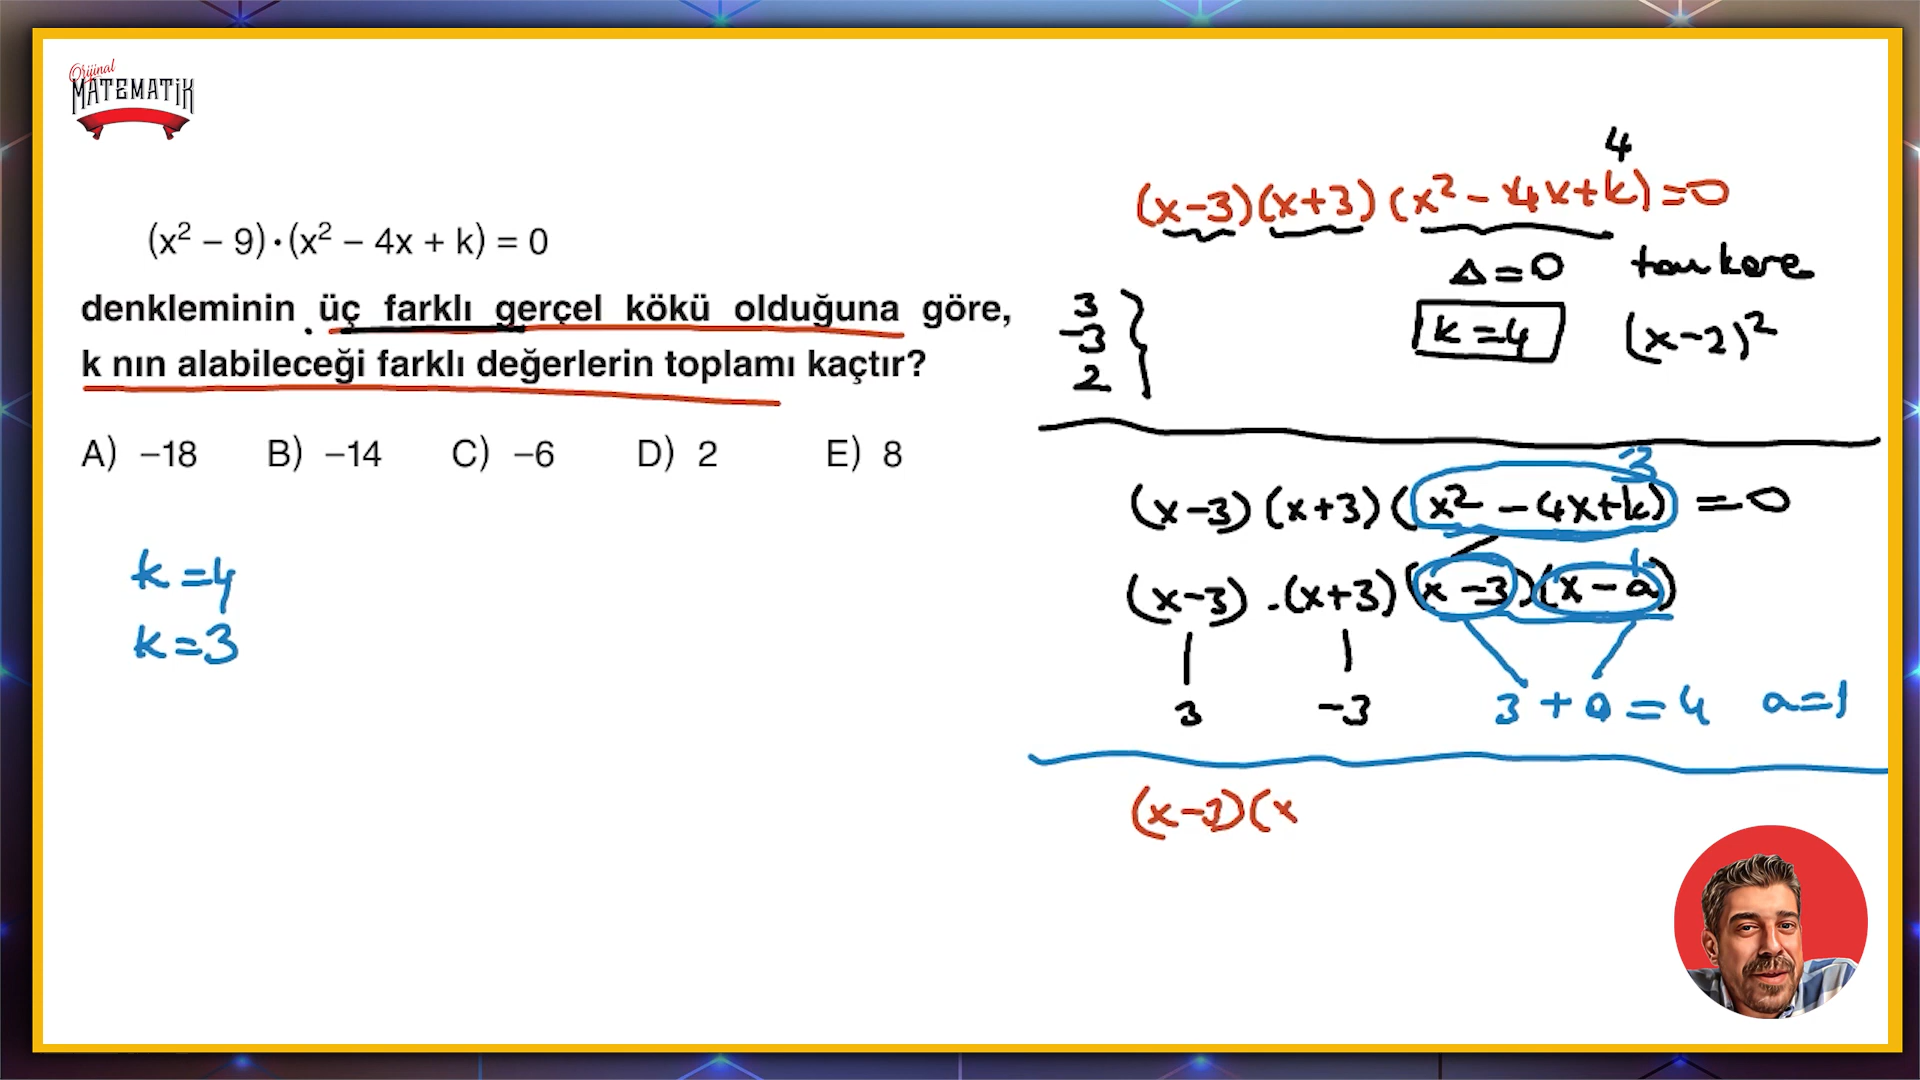 Orijinal
MATEMATİK
(x² – 9)·(x² – 4x + k) = 0
denkleminin üç farklı gerçel kökü olduğuna göre,
k nın alabileceği farklı değerlerin toplamı kaçtır?
A) –18 B) –14 C) –6 D) 2 E) 8
k=4
k=3
4
(x-3)(x+3)(x²-4x+k)=0
Δ=0 tam kare
3
-3
2
k=4 (x-2)²
3
(x-3)(x+3)(x²-4x+k)=0
1
(x-3).(x+3)(x-3)(x-a)
3 -3 3+a=4 a=1
(x-3)(x